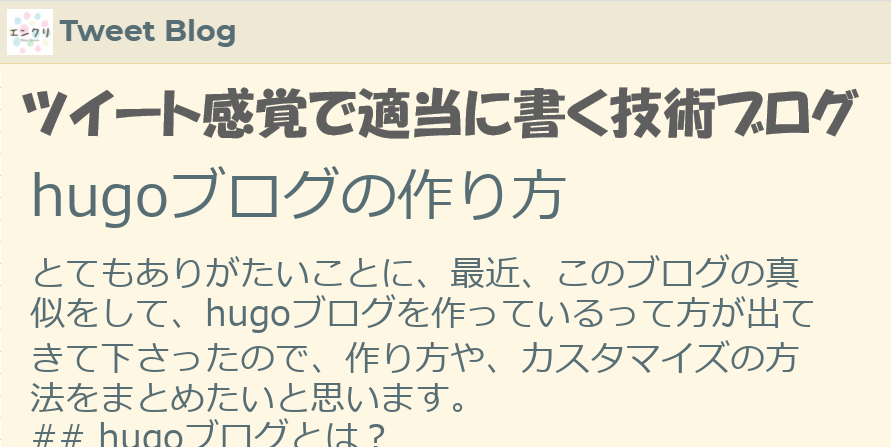 エンクリ
Tweet Blog
ツイート感覚で適当に書く技術ブログ
hugoブログの作り方
とてもありがたいことに、最近、このブログの真
似をして、hugoブログを作っているって方が出て
きて下さったので、作り方や、カスタマイズの方
法をまとめたいと思います。
## hugoブログとは？